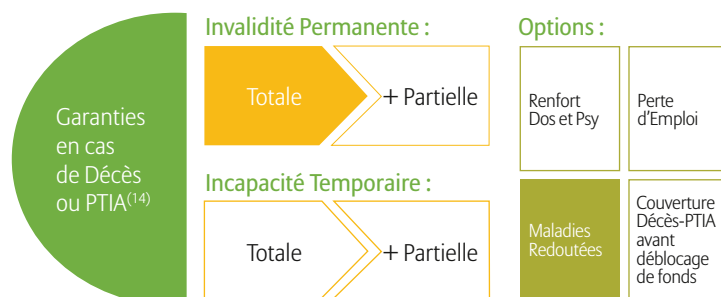 Garanties
en cas
de Décès
ou PTIA(14)
Invalidité Permanente :
Totale
+ Partielle
Incapacité Temporaire :
Totale
+ Partielle
Options :
Renfort
Dos et Psy
Perte
d'Emploi
Maladies
Redoutées
Couverture
Décès-PTIA
avant
déblocage
de fonds